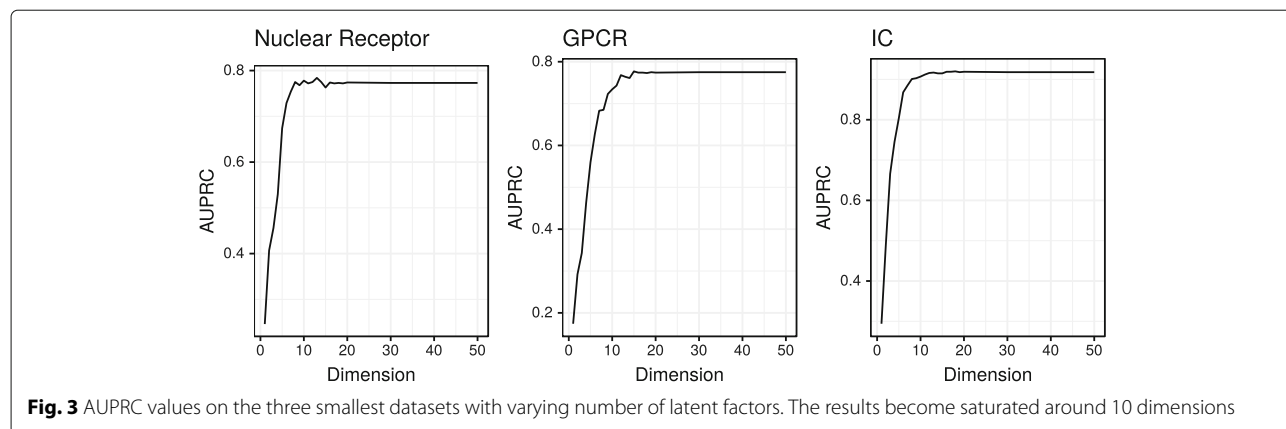 Nuclear Receptor
0.8
0.6
0.4
AUPRC
0 10 20 30 40 50
Dimension
GPCR
0.8
0.6
0.4
0.2
AUPRC
0 10 20 30 40 50
Dimension
IC
0.8
0.6
0.4
AUPRC
0 10 20 30 40 50
Dimension
Fig. 3 AUPRC values on the three smallest datasets with varying number of latent factors. The results become saturated around 10 dimensions